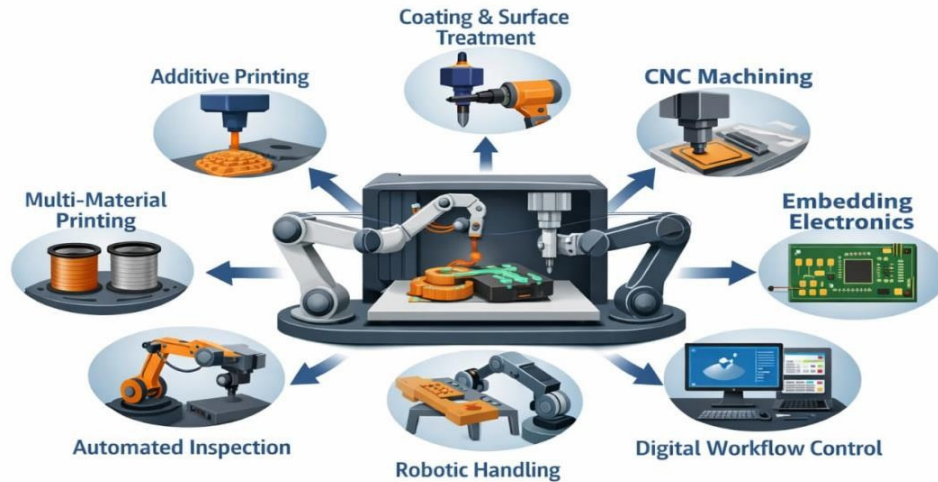 Coating & Surface
Treatment
Additive Printing
CNC Machining
Multi-Material
Printing
Embedding
Electronics
Automated Inspection
Robotic Handling
Digital Workflow Control